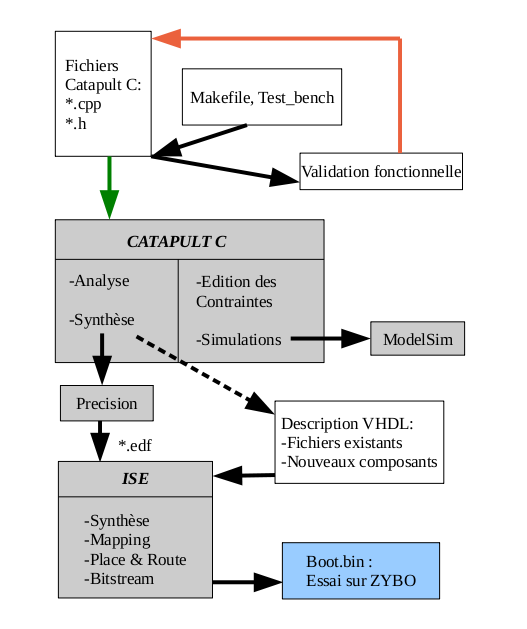 Fichiers
Catapult C:
*.cpp
*.h
Makefile, Test_bench
Validation fonctionnelle
CATAPULT C
-Analyse
-Synthèse
-Edition des
Contraintes
-Simulations
ModelSim
Precision
*.edf
Description VHDL:
-Fichiers existants
-Nouveaux composants
ISE
-Synthèse
-Mapping
-Place & Route
-Bitstream
Boot.bin :
Essai sur ZYBO